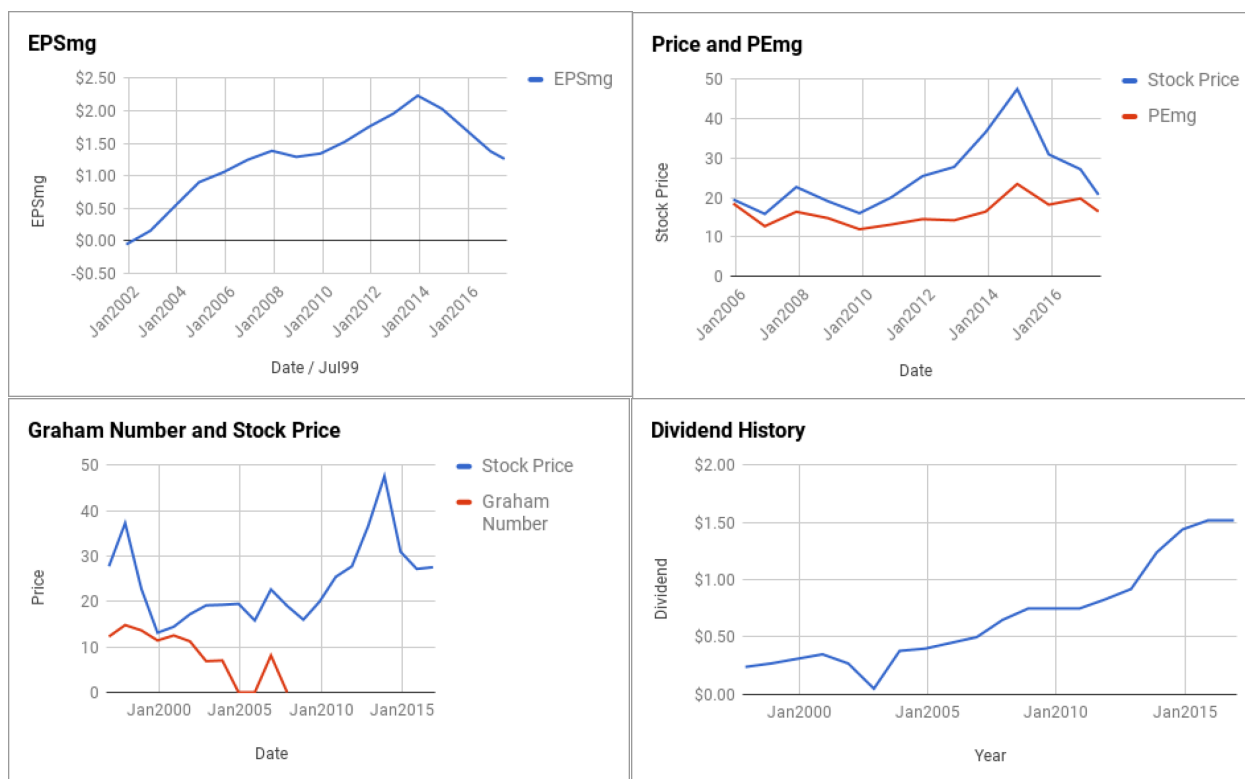 EPSmg
$2.50
$2.00
$1.50
$1.00
$0.50
$0.00
-$0.50
EPSmg
Jan2002
Jan2004
Jan2006
Jan2008
Jan2010
Jan2012
Jan2014
Jan2016
Date / Jul99
EPSmg
Price and PEmg
50
40
30
20
10
0
Stock Price
Jan2006
Jan2008
Jan2010
Jan2012
Jan2014
Jan2016
Date
Stock Price
PEmg
Graham Number and Stock Price
50
40
30
20
10
0
Price
Jan2000
Jan2005
Jan2010
Jan2015
Date
Stock Price
Graham
Number
Dividend History
$2.00
$1.50
$1.00
$0.50
$0.00
Dividend
Jan2000
Jan2005
Jan2010
Jan2015
Year